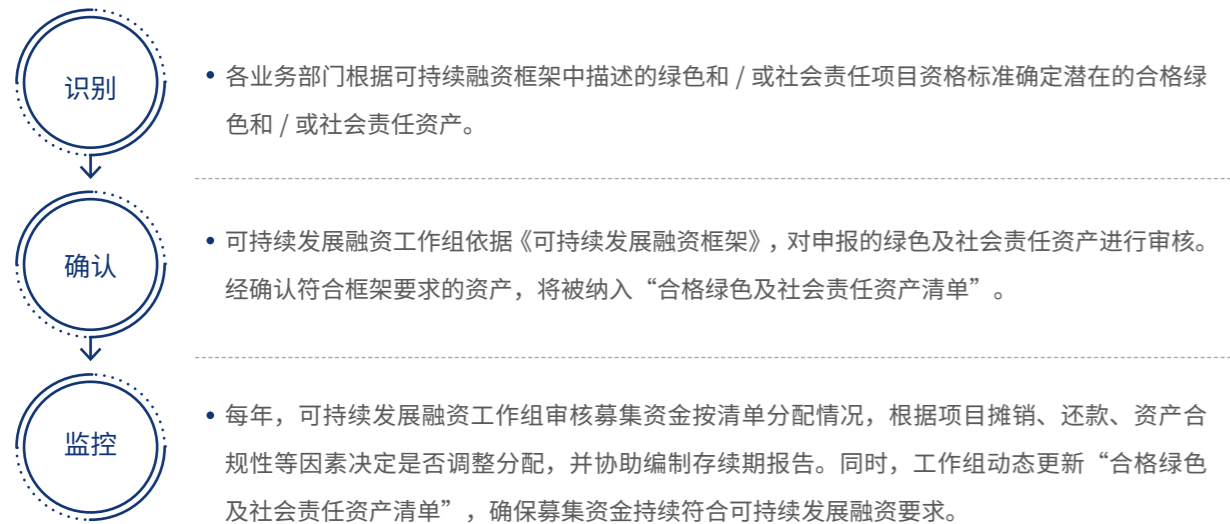 识别
• 各业务部门根据可持续融资框架中描述的绿色和 / 或社会责任项目资格标准确定潜在的合格绿
色和 / 或社会责任资产。
确认
• 可持续发展融资工作组依据《可持续发展融资框架》，对申报的绿色及社会责任资产进行审核。
经确认符合框架要求的资产，将被纳入“合格绿色及社会责任资产清单”。
监控
• 每年，可持续发展融资工作组审核募集资金按清单分配情况，根据项目摊销、还款、资产合
规性等因素决定是否调整分配，并协助编制存续期报告。同时，工作组动态更新“合格绿色
及社会责任资产清单”，确保募集资金持续符合可持续发展融资要求。